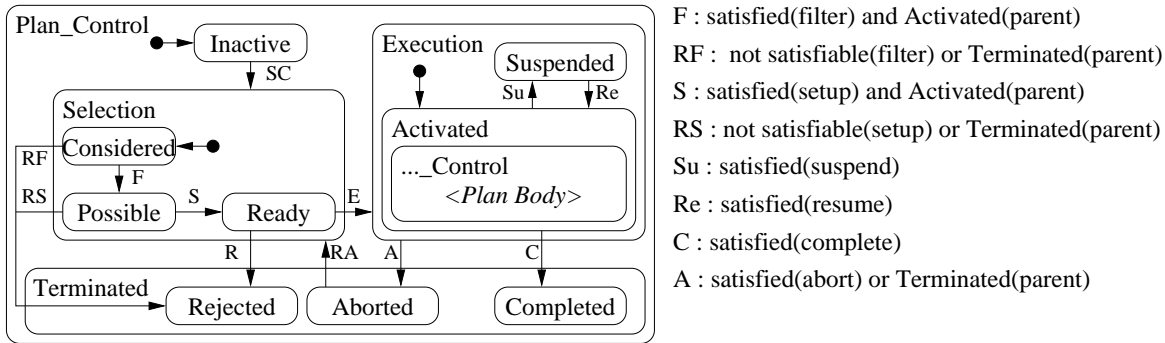 Plan_Control
Inactive
SC
Selection
Considered
RF
F
RS
Possible
S
Ready
E
R
RA
Execution
Suspended
Su
Re
Activated
..._Control
<Plan Body>
A
C
Terminated
Rejected
Aborted
Completed
F : satisfied(filter) and Activated(parent)
RF : not satisfiable(filter) or Terminated(parent)
S : satisfied(setup) and Activated(parent)
RS : not satisfiable(setup) or Terminated(parent)
Su : satisfied(suspend)
Re : satisfied(resume)
C : satisfied(complete)
A : satisfied(abort) or Terminated(parent)